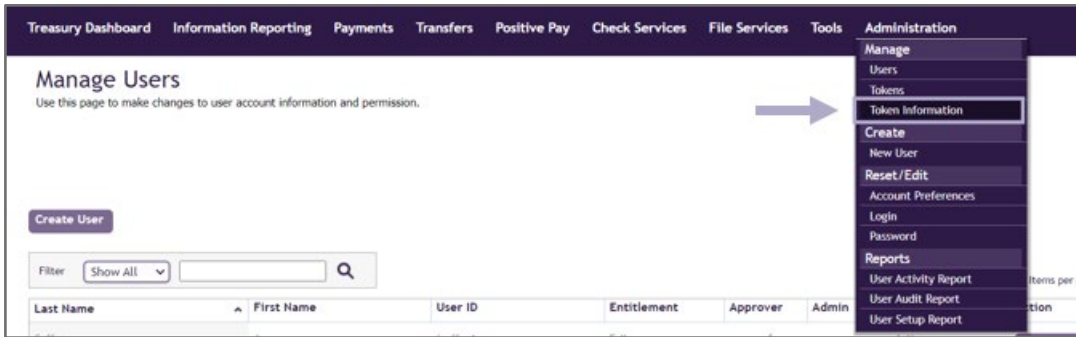 Treasury Dashboard Information Reporting Payments Transfers Positive Pay Check Services File Services Tools Administration
Manage
Users
Tokens
Token Information
Create
New User
Reset/Edit
Account Preferences
Login
Password
Reports
User Activity Report
User Audit Report
User Setup Report
Manage Users
Use this page to make changes to user account information and permission.
Create User
Filter Show All
items per
Last Name First Name User ID Entitlement Approver Admin ction